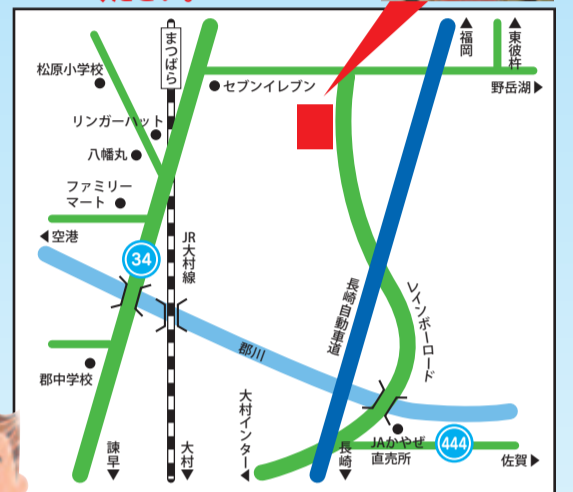 まつばら
▲福岡
▲東彼杵
松原小学校
セブンイレブン
野岳湖▶
リンガーハット
八幡丸
ファミリー
マート
◀空港
34
JR大村線
長崎自動車道
レインボーロード
郡川
郡中学校
大村インター▼
諫早▼
大村▼
長崎▼
JAかやぜ
直売所
444
佐賀▶